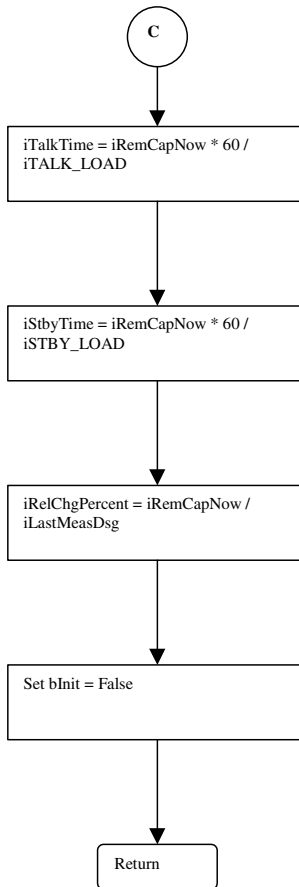 C
iTalkTime = iRemCapNow * 60 /
iTALK_LOAD
iStbyTime = iRemCapNow * 60 /
iSTBY_LOAD
iRelChgPercent = iRemCapNow /
iLastMeasDsg
Set bInit = False
Return